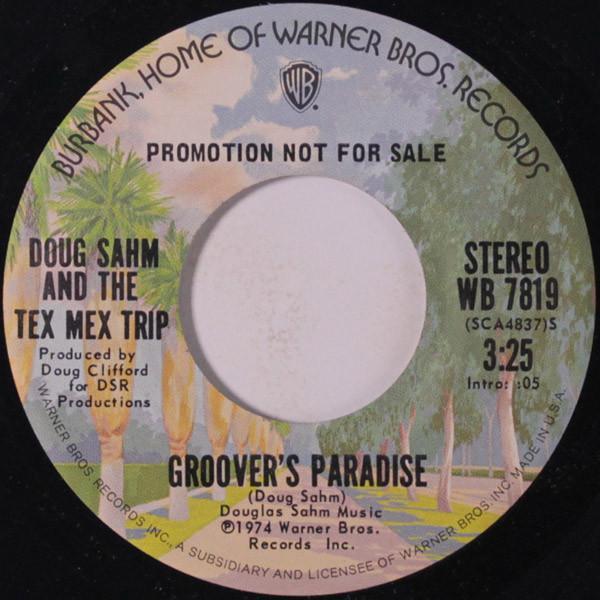 BURBANK, HOME OF WARNER BROS. RECORDS
WB
PROMOTION NOT FOR SALE
DOUG SAHM
AND THE
TEX MEX TRIP
Produced by
Doug Clifford
for DSR
Productions
STEREO
WB 7819
(SCA4837)S
3:25
Intro: :05
GROOVER'S PARADISE
(Doug Sahm)
Douglas Sahm Music
℗1974 Warner Bros.
Records Inc.
WARNER BROS. RECORDS INC., A SUBSIDIARY AND LICENSEE OF WARNER BROS. INC. MADE IN U.S.A.